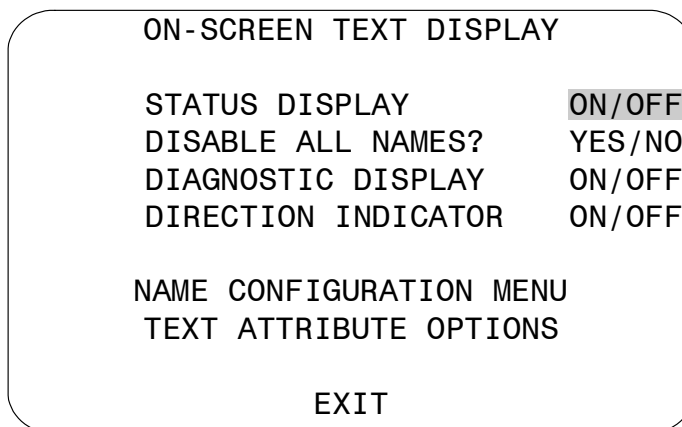 ON-SCREEN TEXT DISPLAY
STATUS DISPLAY ON/OFF
DISABLE ALL NAMES? YES/NO
DIAGNOSTIC DISPLAY ON/OFF
DIRECTION INDICATOR ON/OFF
NAME CONFIGURATION MENU
TEXT ATTRIBUTE OPTIONS
EXIT